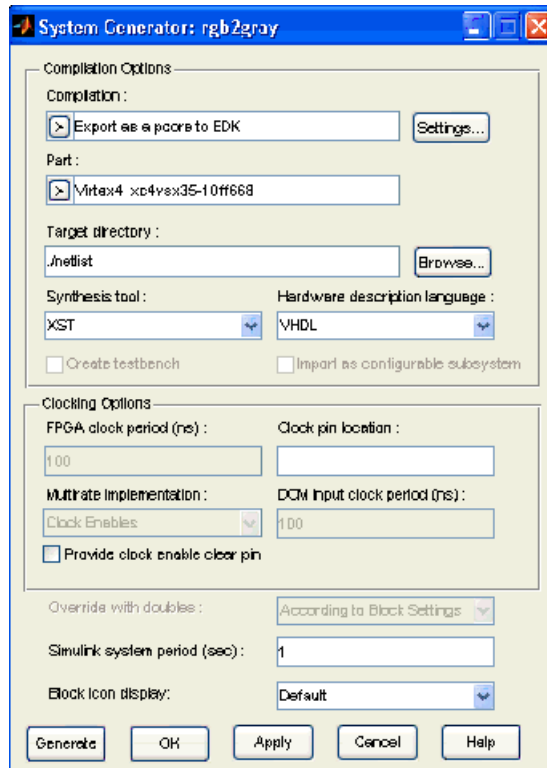 System Generator: rgb2gray
Compilation Options
Compilation :
Export as a pcore to EDK
Settings...
Part :
Virtex4 xc4vsx35-10ff668
Target directory :
./netlist
Browse...
Synthesis tool :
Hardware description language :
XST
VHDL
Create testbench
Import as configurable subsystem
Clocking Options
FPGA clock period (ns) :
Clock pin location :
100
Multirate implementation :
DCM input clock period (ns) :
Clock Enables
100
Provide clock enable clear pin
Override with doubles :
According to Block Settings
Simulink system period (sec) :
1
Block icon display:
Default
Generate
OK
Apply
Cancel
Help